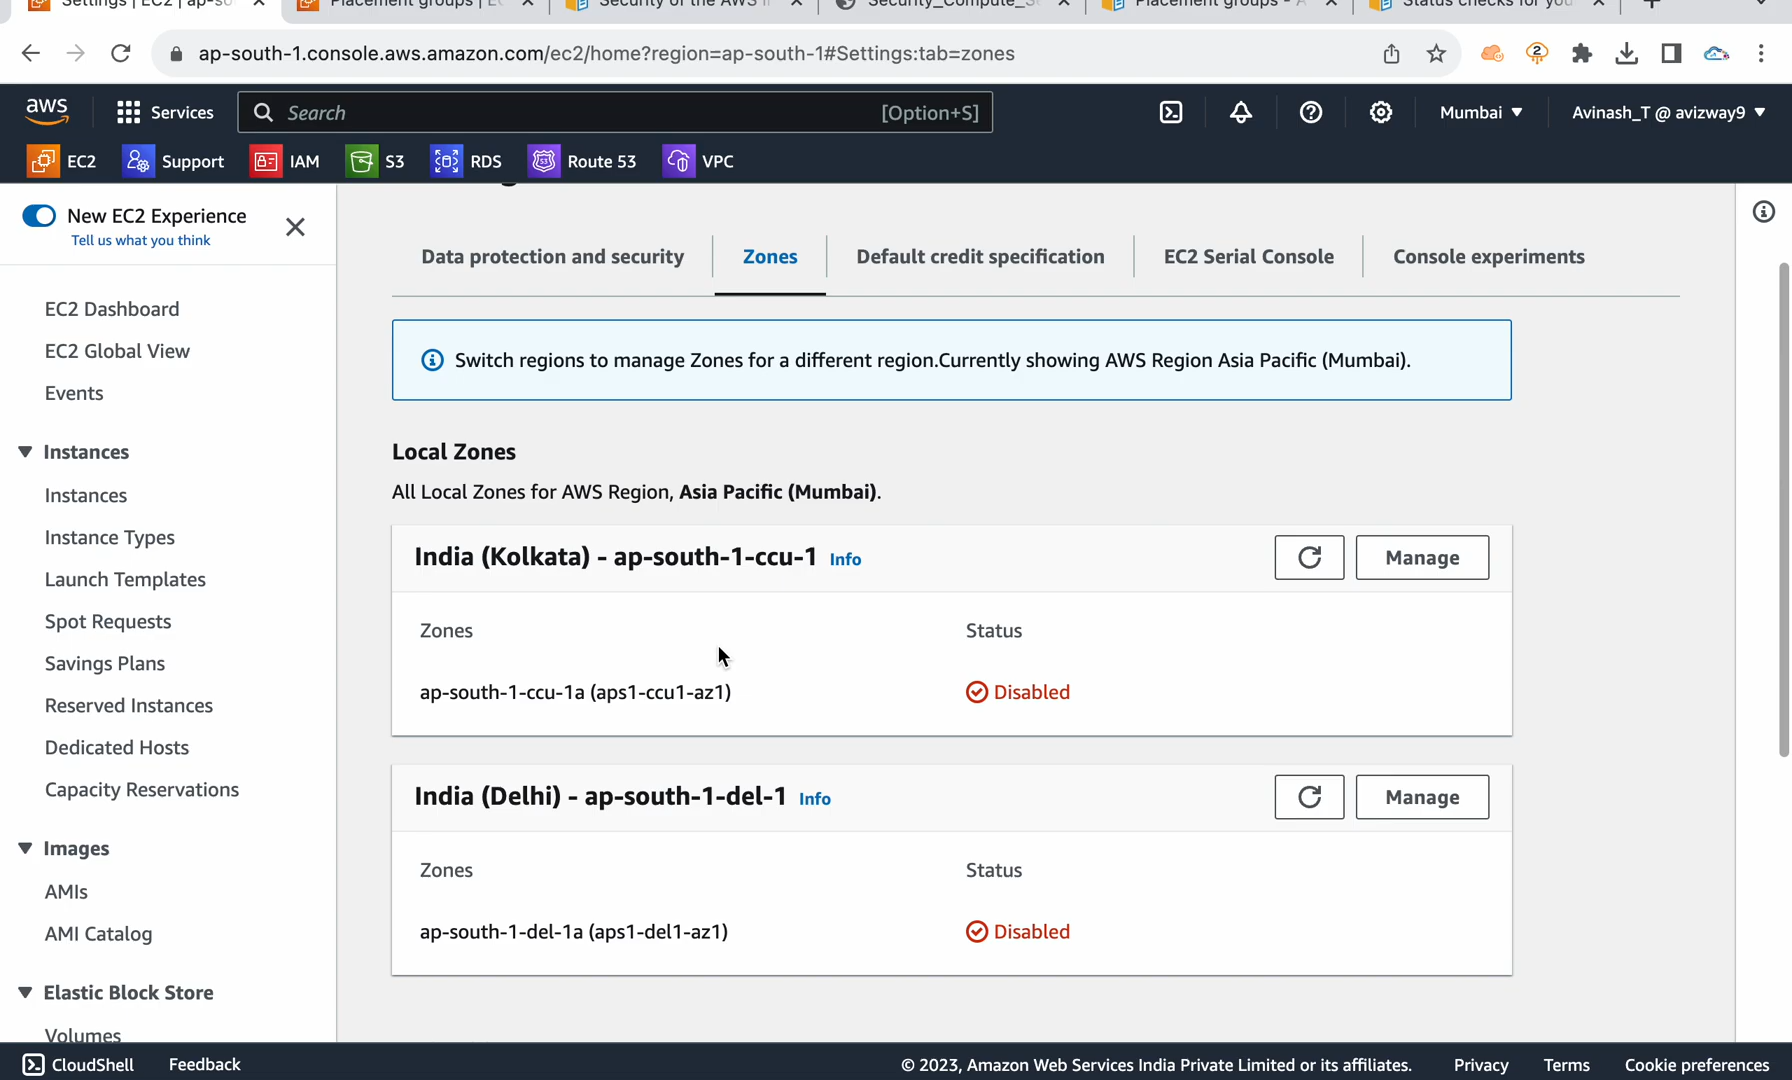 Settings | EC2 | ap-so
Placement groups | E
Security of the AWS I
Security_Compute_S
Placement groups - A
Status checks for you
ap-south-1.console.aws.amazon.com/ec2/home?region=ap-south-1#Settings:tab=zones
2
aws
Services
Search
[Option+S]
Mumbai
Avinash_T @ avizway9
EC2
Support
IAM
S3
RDS
Route 53
VPC
New EC2 Experience
Tell us what you think
EC2 Dashboard
EC2 Global View
Events
Instances
Instances
Instance Types
Launch Templates
Spot Requests
Savings Plans
Reserved Instances
Dedicated Hosts
Capacity Reservations
Images
AMIs
AMI Catalog
Elastic Block Store
Volumes
Data protection and security
Zones
Default credit specification
EC2 Serial Console
Console experiments
Switch regions to manage Zones for a different region.Currently showing AWS Region Asia Pacific (Mumbai).
Local Zones
All Local Zones for AWS Region, Asia Pacific (Mumbai).
India (Kolkata) - ap-south-1-ccu-1 Info
Manage
Zones
Status
ap-south-1-ccu-1a (aps1-ccu1-az1)
Disabled
India (Delhi) - ap-south-1-del-1 Info
Manage
Zones
Status
ap-south-1-del-1a (aps1-del1-az1)
Disabled
CloudShell
Feedback
© 2023, Amazon Web Services India Private Limited or its affiliates.
Privacy
Terms
Cookie preferences